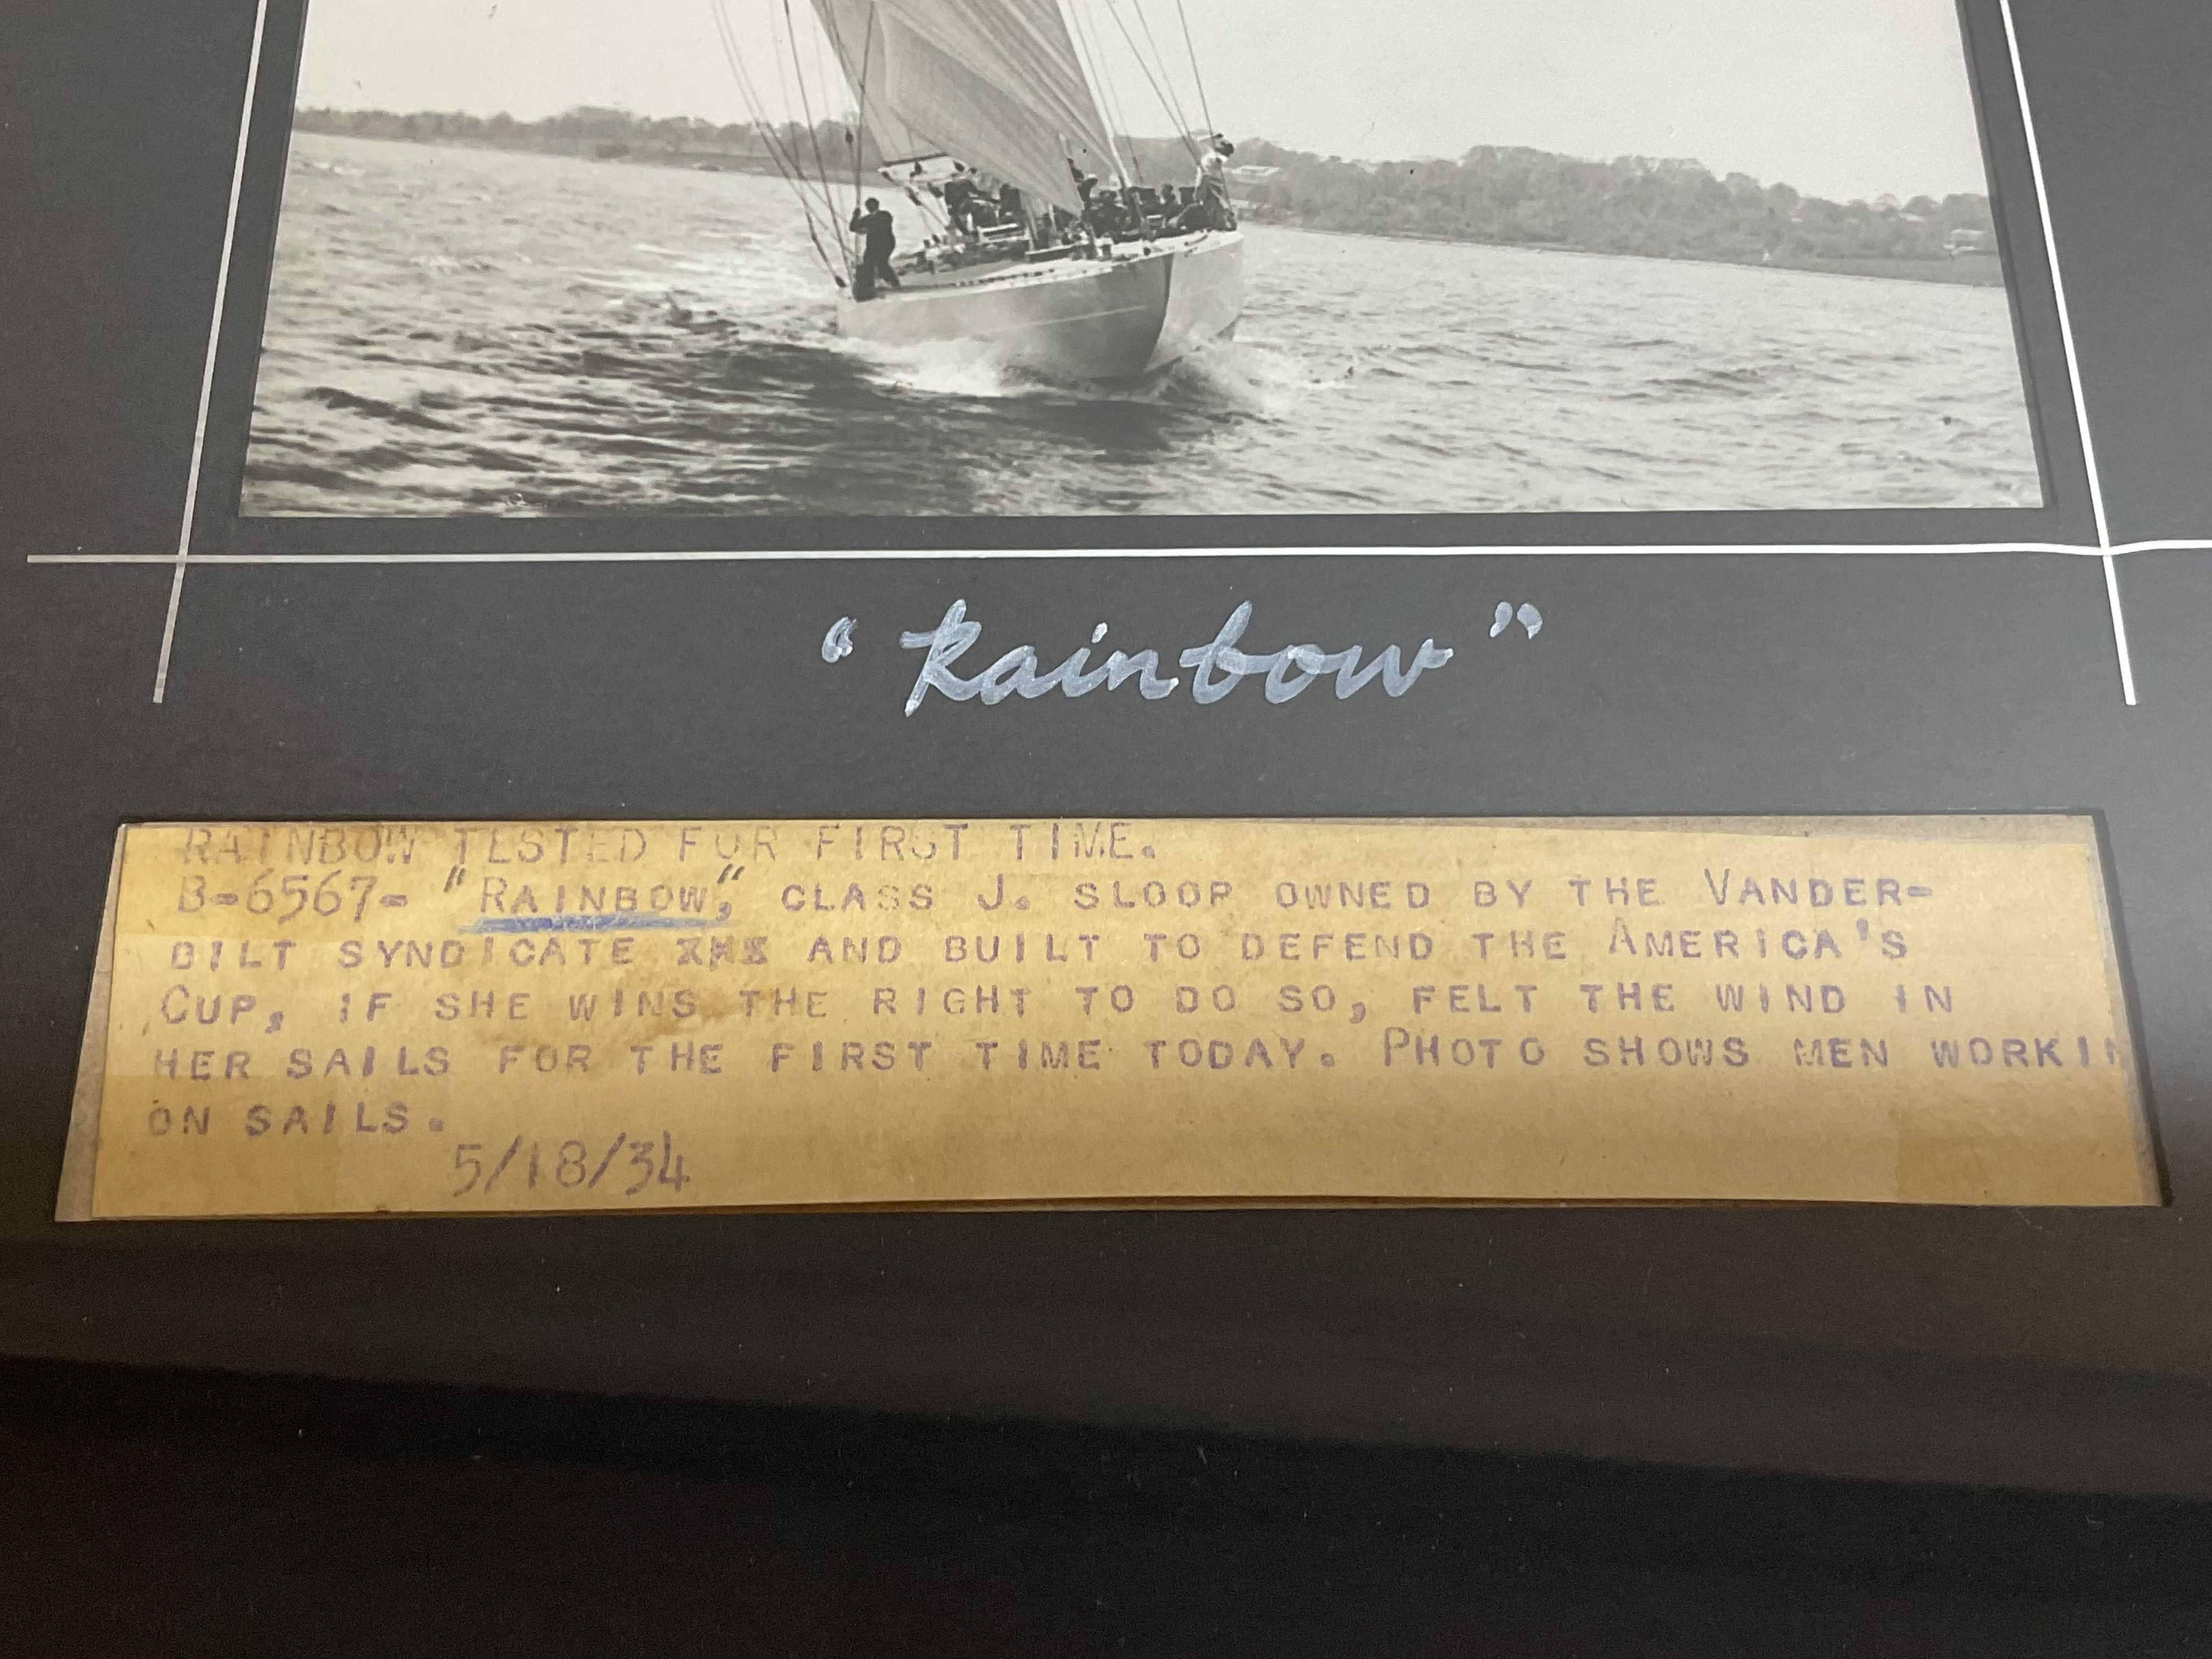 “Rainbow”
RAINBOW TESTED FOR FIRST TIME.
B-6567- "RAINBOW", CLASS J. SLOOP OWNED BY THE VANDER-
BILT SYNDICATE XXX AND BUILT TO DEFEND THE AMERICA'S
CUP, IF SHE WINS THE RIGHT TO DO SO, FELT THE WIND IN
HER SAILS FOR THE FIRST TIME TODAY. PHOTO SHOWS MEN WORKIN
ON SAILS.
5/18/34